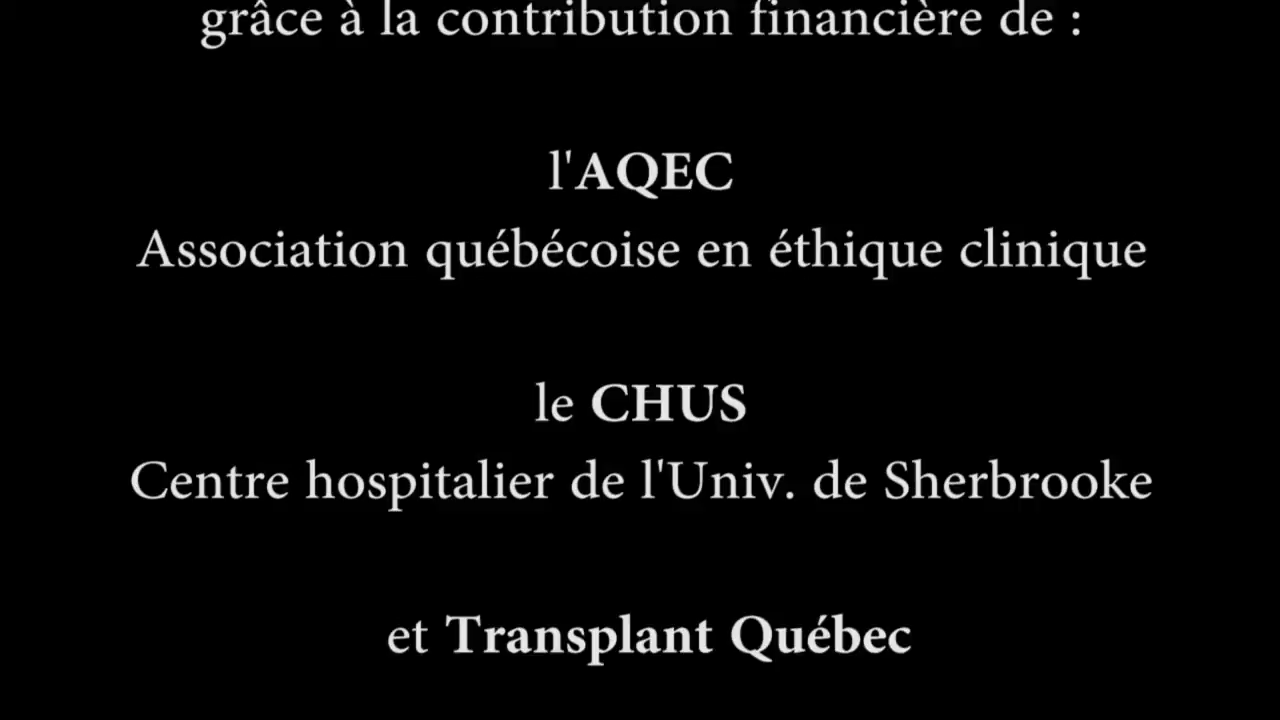 grâce à la contribution financière de :
l'AQEC
Association québécoise en éthique clinique
le CHUS
Centre hospitalier de l'Univ. de Sherbrooke
et Transplant Québec